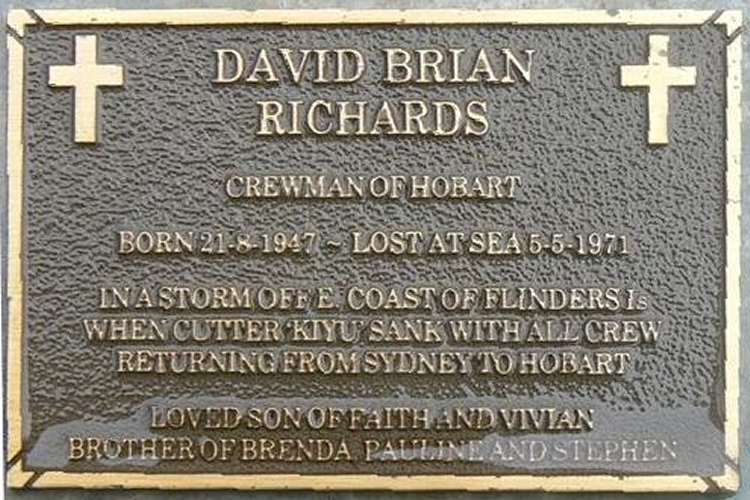 DAVID BRIAN
RICHARDS
CREWMAN OF HOBART
BORN 21-8-1947 ~ LOST AT SEA 5-5-1971
IN A STORM OFF E. COAST OF FLINDERS Is
WHEN CUTTER 'KIYU' SANK WITH ALL CREW
RETURNING FROM SYDNEY TO HOBART
LOVED SON OF FAITH AND VIVIAN
BROTHER OF BRENDA PAULINE AND STEPHEN